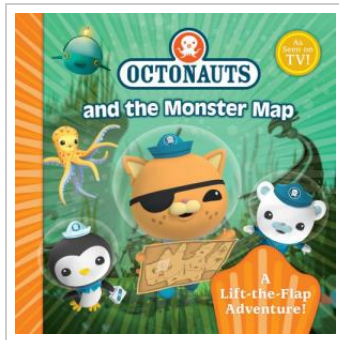 OCTONAUTS
As
Seen on
TV!
and the Monster Map
A
Lift-the-Flap
Adventure!